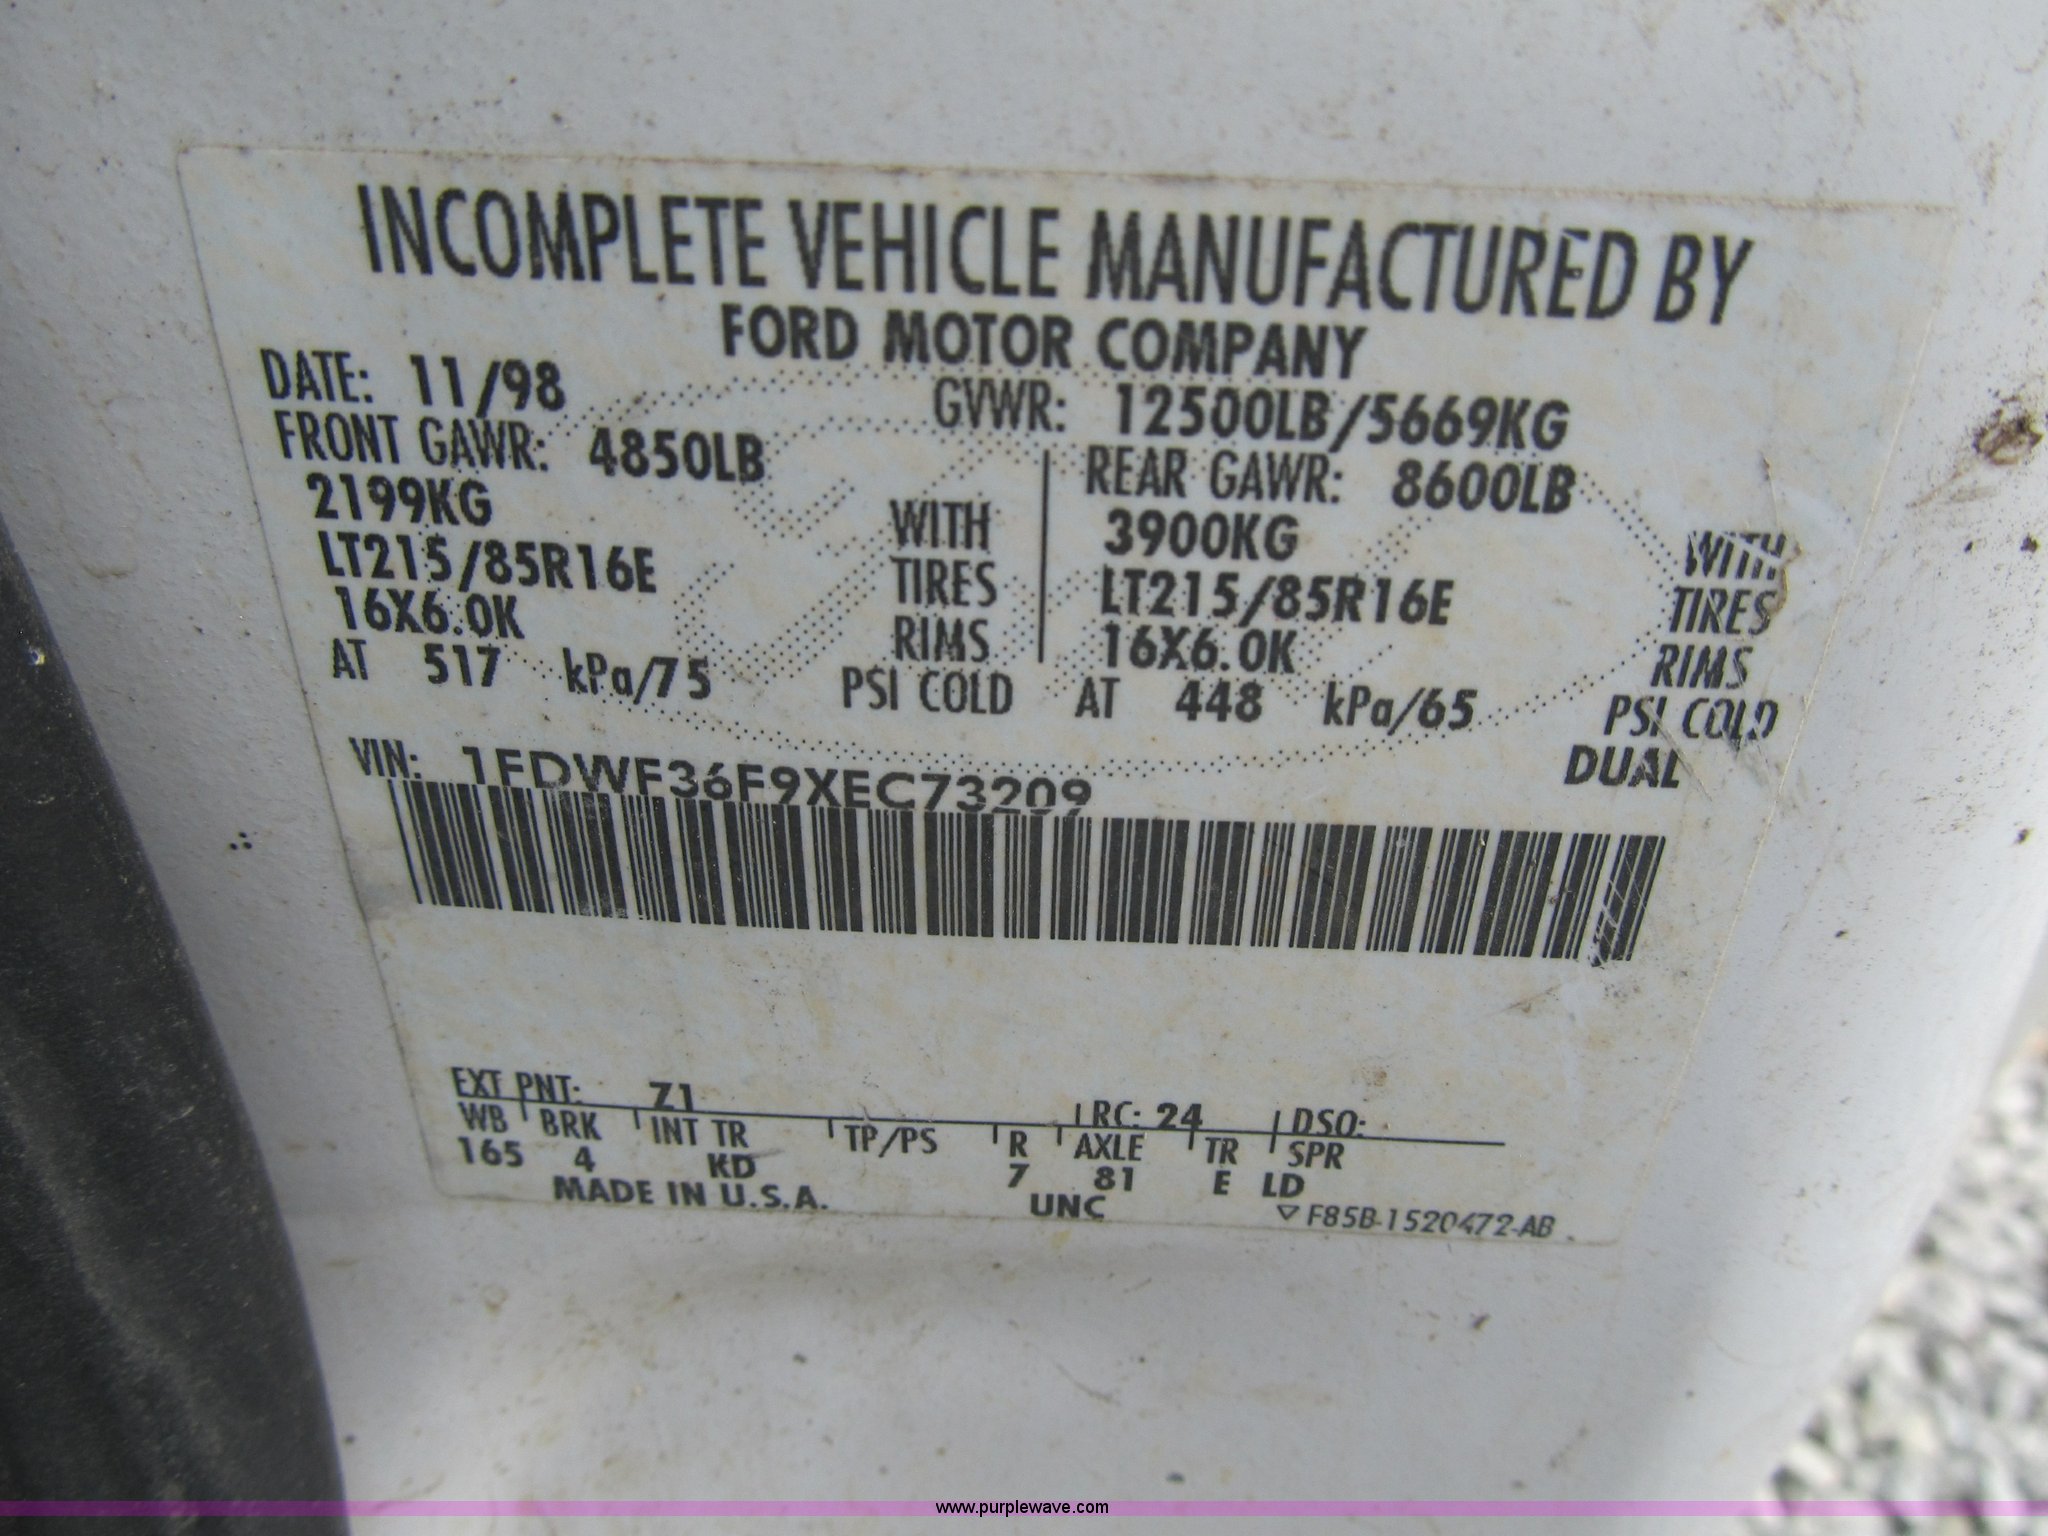 INCOMPLETE VEHICLE MANUFACTURED BY
FORD MOTOR COMPANY
DATE: 11/98 GVWR: 12500LB/5669KG
FRONT GAWR: 4850LB REAR GAWR: 8600LB
2199KG WITH 3900KG WITH
LT215/85R16E TIRES LT215/85R16E TIRES
16X6.0K RIMS 16X6.0K RIMS
AT 517 kPa/75 PSI COLD AT 448 kPa/65 PSI COLD
DUAL
VIN: 1FDWF36F9XEC73209
EXT PNT: Z1 RC: 24 DSO:
WB BRK INT TR TP/PS R AXLE TR SPR
165 4 KD 7 81 E LD
MADE IN U.S.A. UNC
F85B-1520472-AB
www.purplewave.com